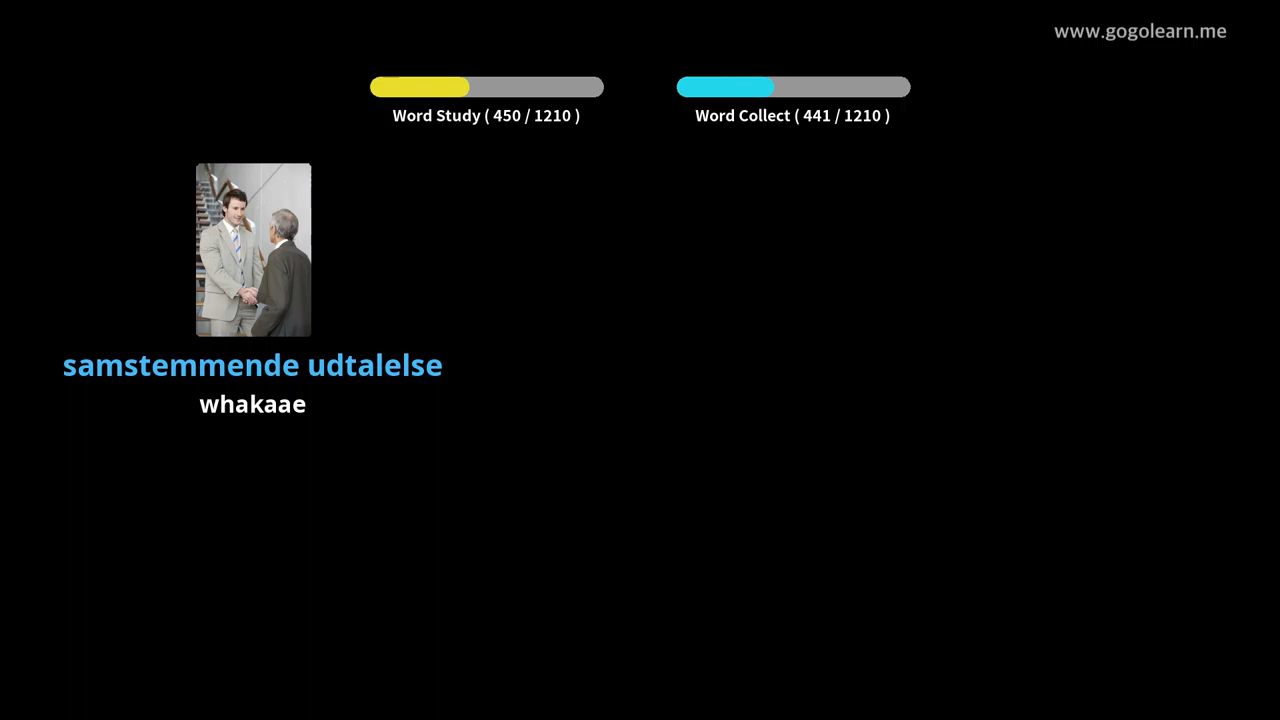 www.gogolearn.me
Word Study ( 450 / 1210 )
Word Collect ( 441 / 1210 )
samstemmende udtalelse
whakaae